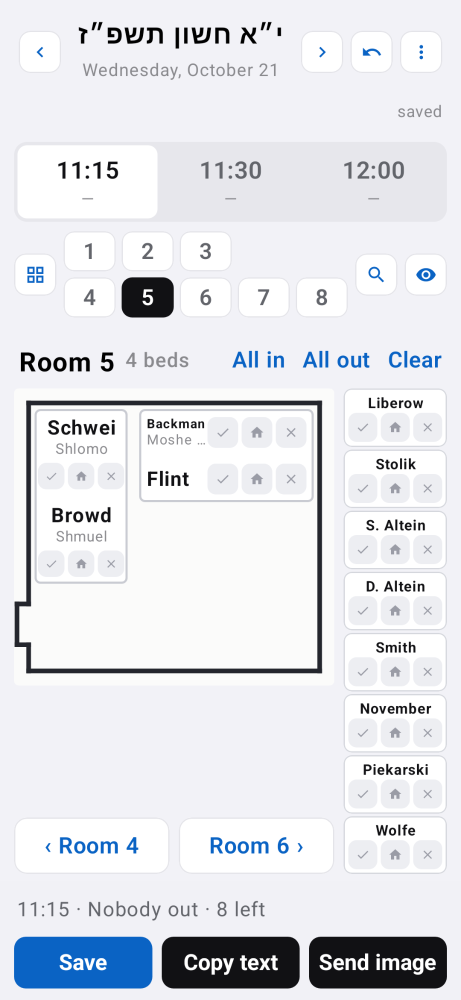 י״א חשון תשפ״ז
Wednesday, October 21
saved
11:15 11:30 12:00
– – –
1 2 3
4 5 6 7 8
Room 5 4 beds All in All out Clear
Schwei
Shlomo
Browd
Shmuel
Backman
Moshe ...
Flint
Liberow
Stolik
S. Altein
D. Altein
Smith
November
Piekarski
Wolfe
‹ Room 4 Room 6 ›
11:15 · Nobody out · 8 left
Save Copy text Send image